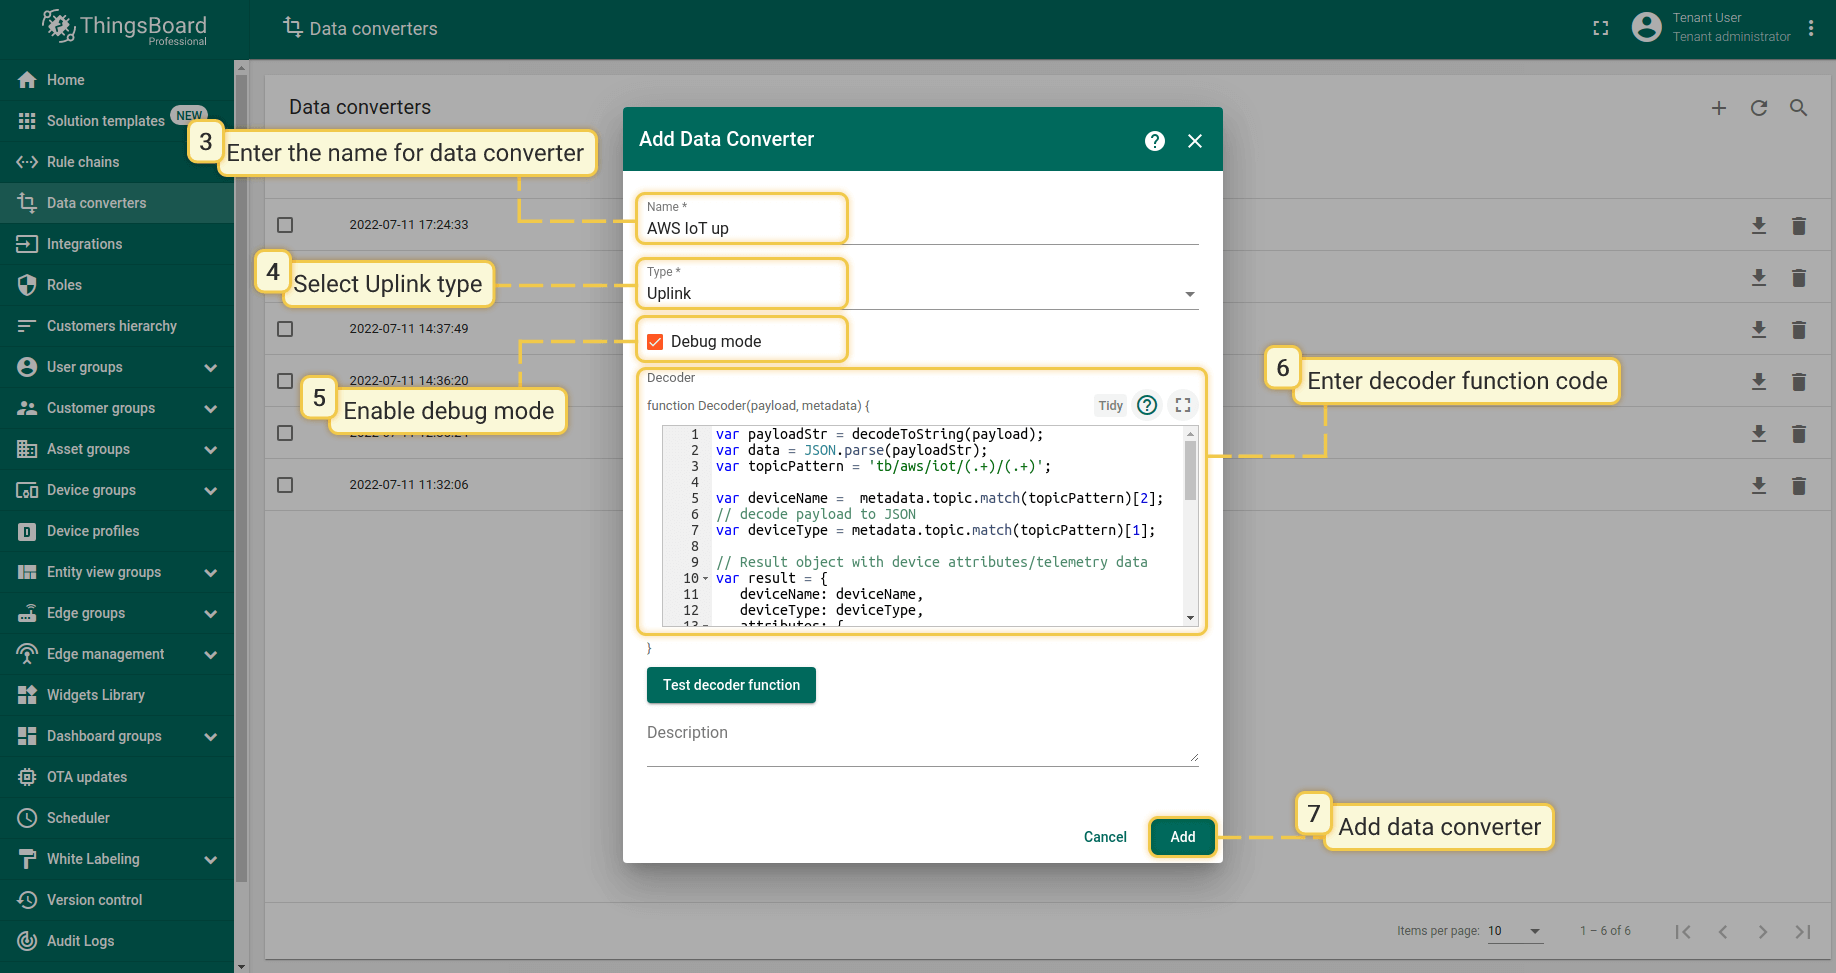 ThingsBoard
Professional
Data converters
Tenant User
Tenant administrator
Home
Solution templates
NEW
Rule chains
Data converters
Integrations
Roles
Customers hierarchy
User groups
Customer groups
Asset groups
Device groups
Device profiles
Entity view groups
Edge groups
Edge management
Widgets Library
Dashboard groups
OTA updates
Scheduler
White Labeling
Version control
Audit Logs
Data converters
3
Enter the name for data converter
2022-07-11 17:24:33
4
Select Uplink type
2022-07-11 14:37:49
2022-07-11 14:36:20
5
Enable debug mode
2022-07-11 11:32:06
Add Data Converter
Name *
AWS IoT up
Type *
Uplink
Debug mode
Decoder
function Decoder(payload, metadata) {
Tidy
1 var payloadStr = decodeToString(payload);
2 var data = JSON.parse(payloadStr);
3 var topicPattern = 'tb/aws/iot/(.+)/(.+)';
4
5 var deviceName =  metadata.topic.match(topicPattern)[2];
6 // decode payload to JSON
7 var deviceType = metadata.topic.match(topicPattern)[1];
8
9 // Result object with device attributes/telemetry data
10 var result = {
11 deviceName: deviceName,
12 deviceType: deviceType,
13 attributes: {
}
Test decoder function
Description
Cancel
Add
6
Enter decoder function code
7
Add data converter
Items per page: 10
1 – 6 of 6